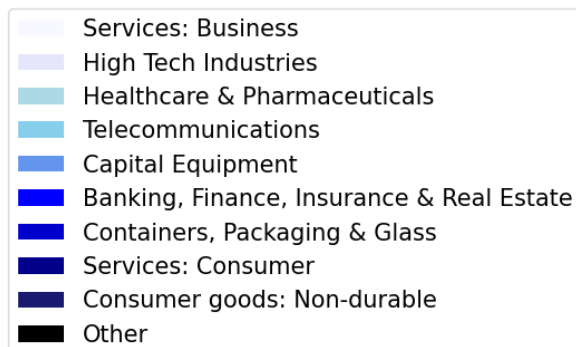 Services: Business
High Tech Industries
Healthcare & Pharmaceuticals
Telecommunications
Capital Equipment
Banking, Finance, Insurance & Real Estate
Containers, Packaging & Glass
Services: Consumer
Consumer goods: Non-durable
Other